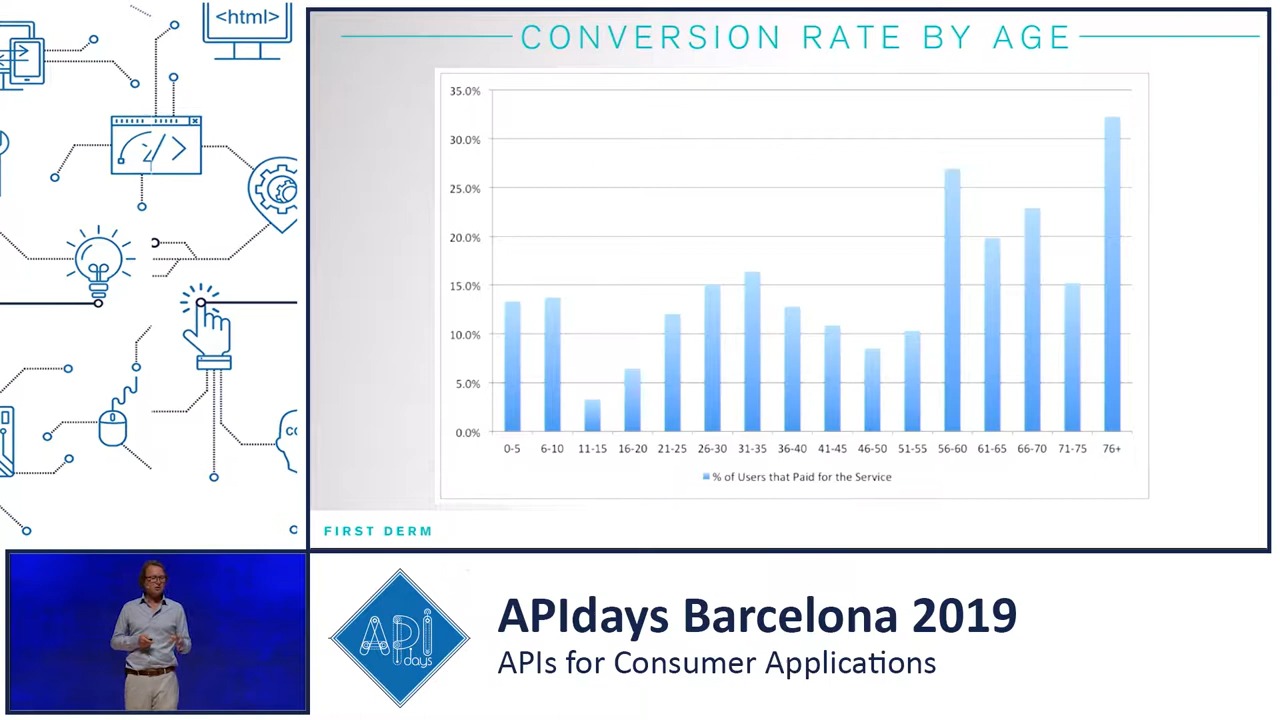 <html>
CONVERSION RATE BY AGE
35.0%
30.0%
25.0%
20.0%
15.0%
10.0%
5.0%
0.0%
0-5 6-10 11-15 16-20 21-25 26-30 31-35 36-40 41-45 46-50 51-55 56-60 61-65 66-70 71-75 76+
% of Users that Paid for the Service
FIRST DERM
API
days
APIdays Barcelona 2019
APIs for Consumer Applications